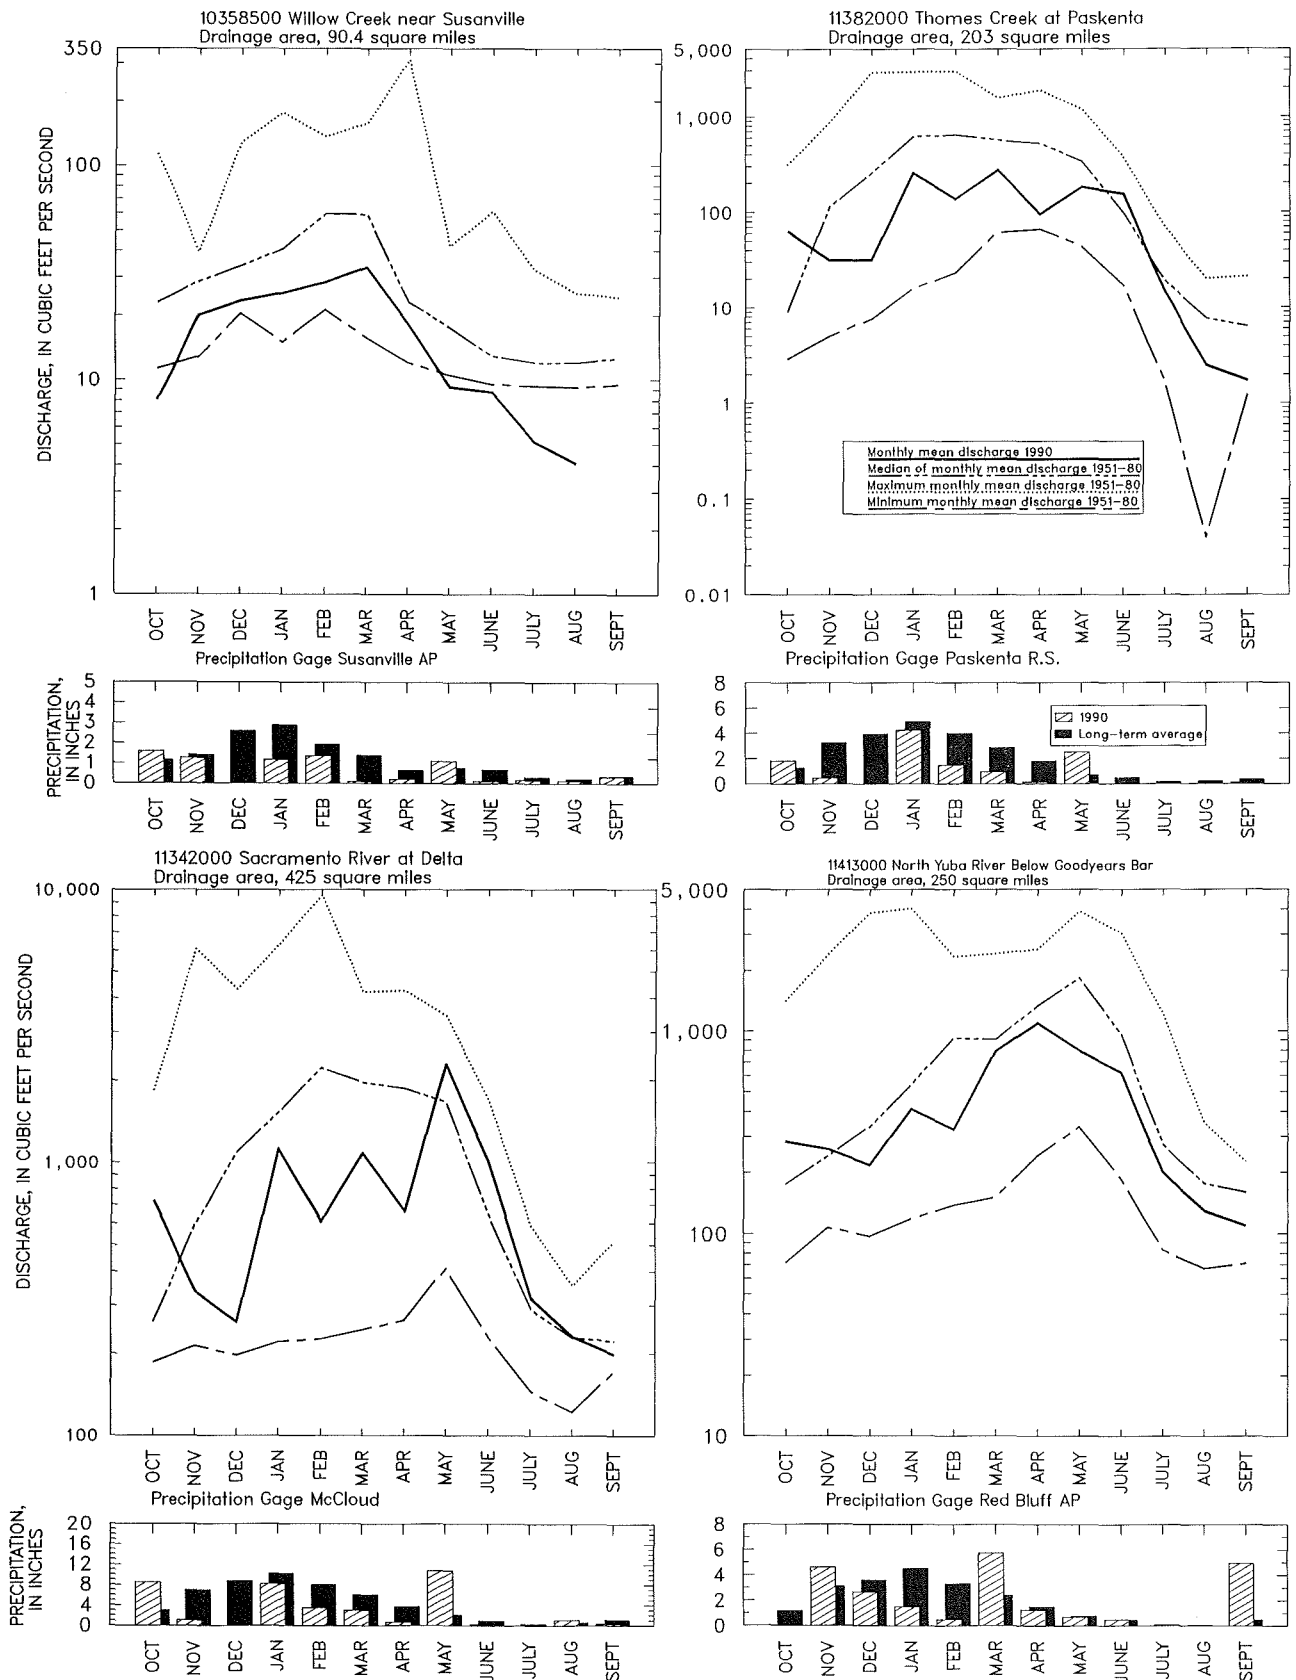 10358500 Willow Creek near Susanville
Drainage area, 90.4 square miles
350
100
10
1
DISCHARGE, IN CUBIC FEET PER SECOND
OCT NOV DEC JAN FEB MAR APR MAY JUNE JULY AUG SEPT
Precipitation Gage Susanville AP
5
4
3
2
1
0
PRECIPITATION,
IN INCHES
OCT NOV DEC JAN FEB MAR APR MAY JUNE JULY AUG SEPT
11382000 Thomes Creek at Paskenta
Drainage area, 203 square miles
5,000
1,000
100
10
1
0.1
0.01
Monthly mean discharge 1990
Median of monthly mean discharge 1951-80
Maximum monthly mean discharge 1951-80
Minimum monthly mean discharge 1951-80
OCT NOV DEC JAN FEB MAR APR MAY JUNE JULY AUG SEPT
Precipitation Gage Paskenta R.S.
8
6
4
2
0
1990
Long-term average
OCT NOV DEC JAN FEB MAR APR MAY JUNE JULY AUG SEPT
11342000 Sacramento River at Delta
Drainage area, 425 square miles
10,000
1,000
100
DISCHARGE, IN CUBIC FEET PER SECOND
OCT NOV DEC JAN FEB MAR APR MAY JUNE JULY AUG SEPT
Precipitation Gage McCloud
20
16
12
8
4
0
PRECIPITATION,
IN INCHES
OCT NOV DEC JAN FEB MAR APR MAY JUNE JULY AUG SEPT
11413000 North Yuba River Below Goodyears Bar
Drainage area, 250 square miles
5,000
1,000
100
10
OCT NOV DEC JAN FEB MAR APR MAY JUNE JULY AUG SEPT
Precipitation Gage Red Bluff AP
8
6
4
2
0
OCT NOV DEC JAN FEB MAR APR MAY JUNE JULY AUG SEPT